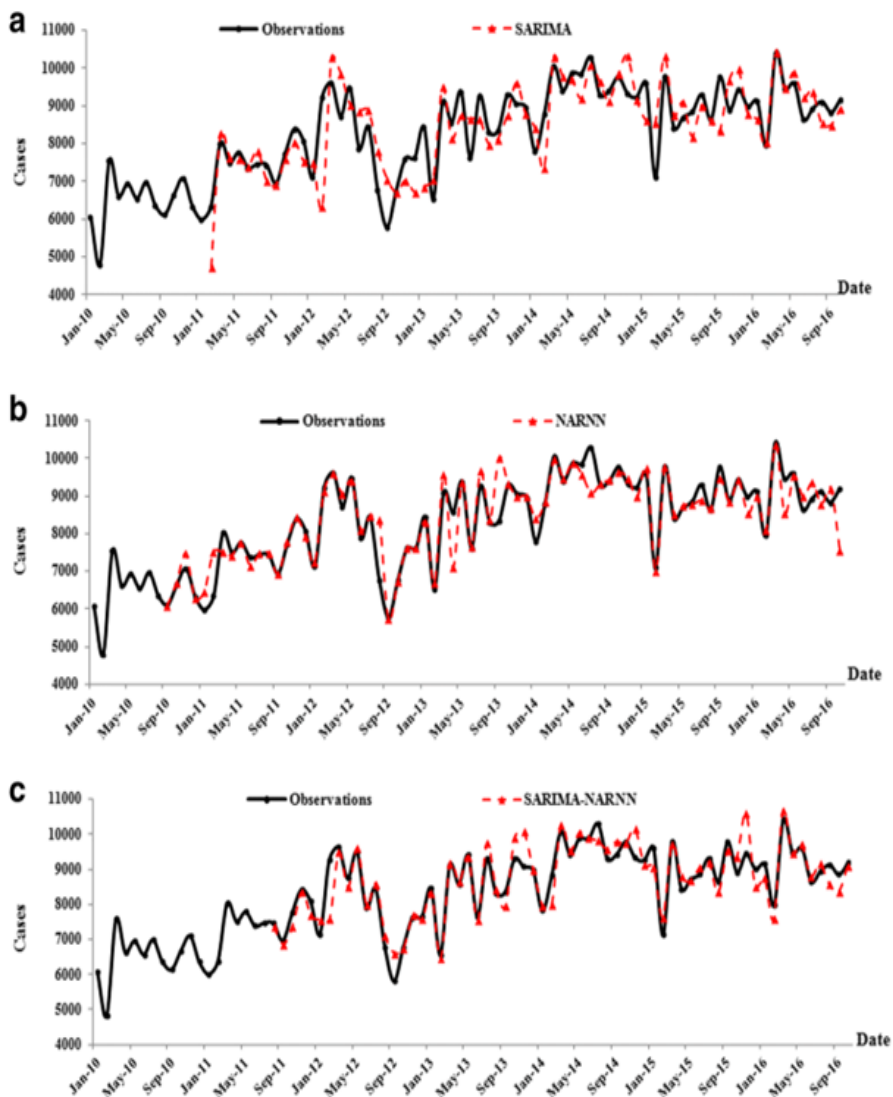 a
Observations SARIMA
11000
10000
9000
8000
7000
6000
5000
4000
Cases
Date
Jan-10 May-10 Sep-10 Jan-11 May-11 Sep-11 Jan-12 May-12 Sep-12 Jan-13 May-13 Sep-13 Jan-14 May-14 Sep-14 Jan-15 May-15 Sep-15 Jan-16 May-16 Sep-16
b
Observations NARNN
11000
10000
9000
8000
7000
6000
5000
4000
Cases
Date
Jan-10 May-10 Sep-10 Jan-11 May-11 Sep-11 Jan-12 May-12 Sep-12 Jan-13 May-13 Sep-13 Jan-14 May-14 Sep-14 Jan-15 May-15 Sep-15 Jan-16 May-16 Sep-16
c
Observations SARIMA-NARNN
11000
10000
9000
8000
7000
6000
5000
4000
Cases
Date
Jan-10 May-10 Sep-10 Jan-11 May-11 Sep-11 Jan-12 May-12 Sep-12 Jan-13 May-13 Sep-13 Jan-14 May-14 Sep-14 Jan-15 May-15 Sep-15 Jan-16 May-16 Sep-16